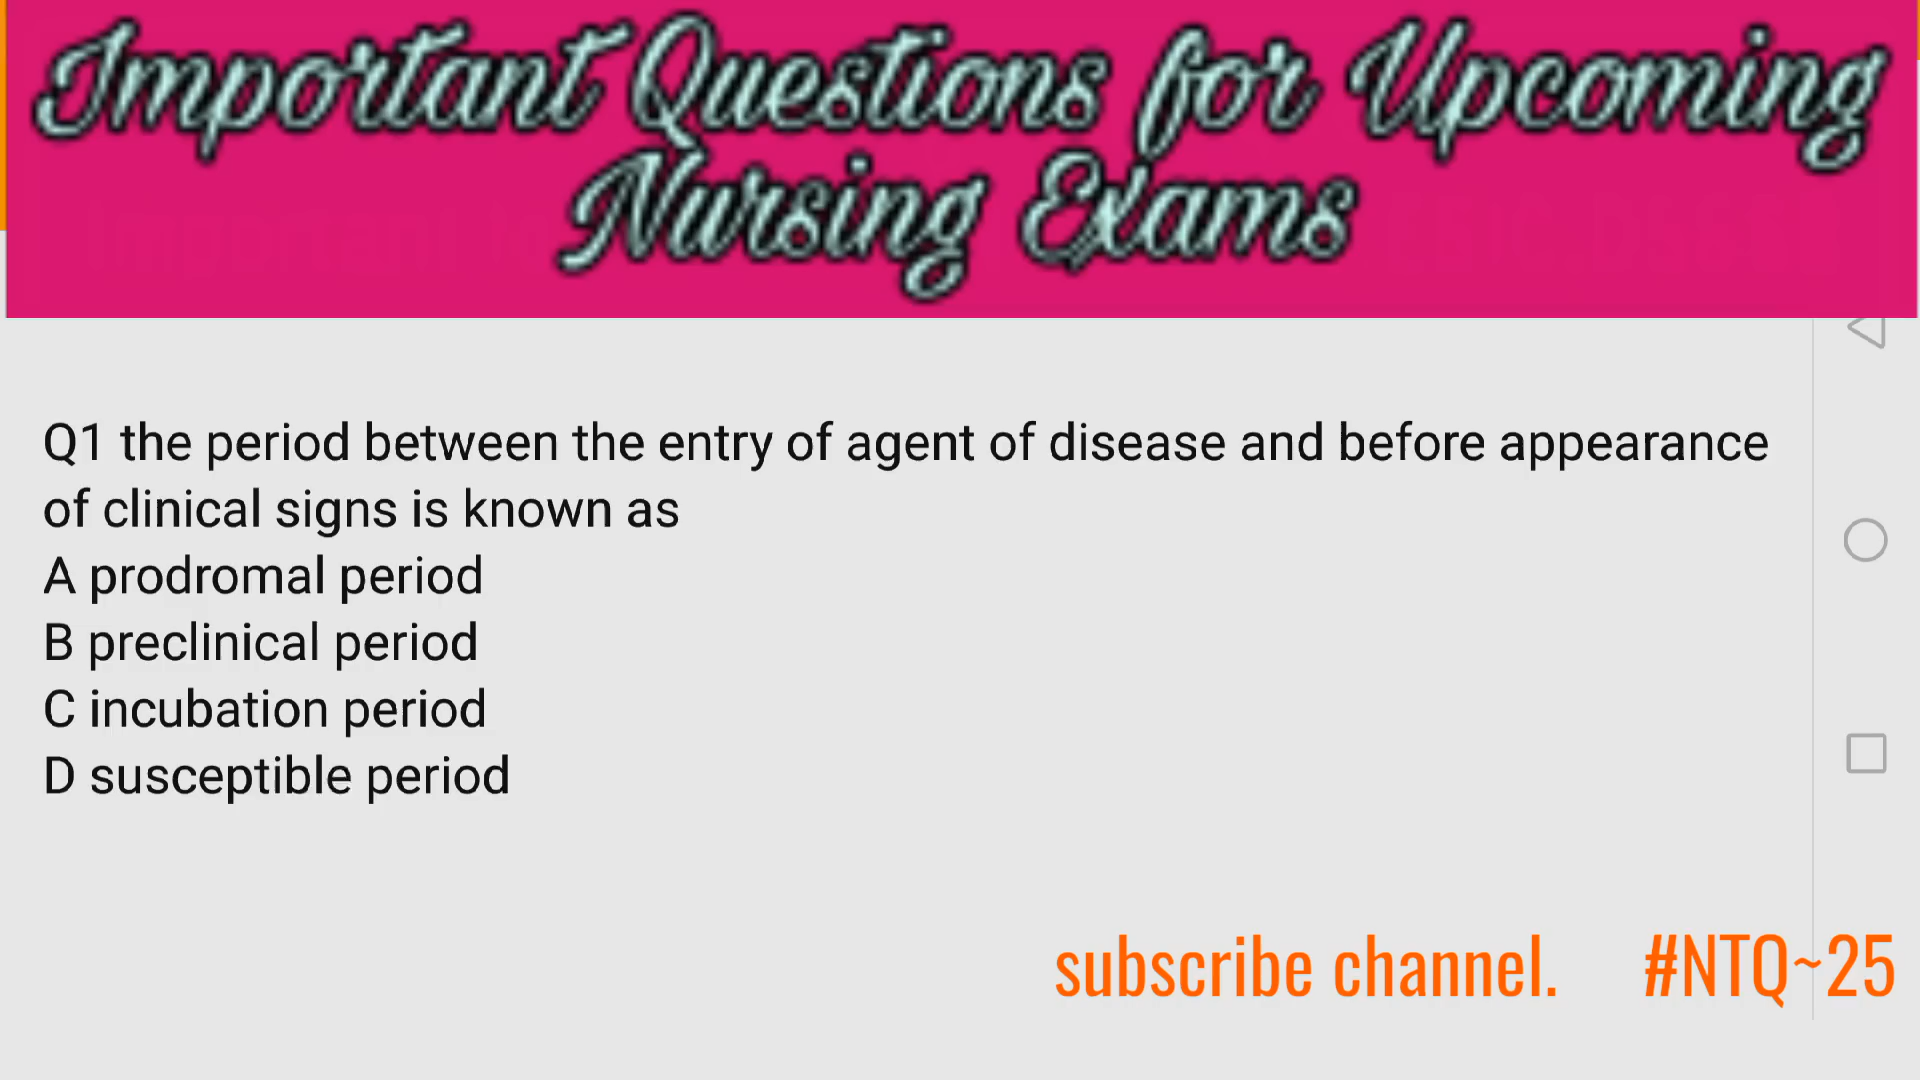 Important Questions for Upcoming
Nursing Exams
Q1 the period between the entry of agent of disease and before appearance
of clinical signs is known as
A prodromal period
B preclinical period
C incubation period
D susceptible period
subscribe channel. #NTQ~25